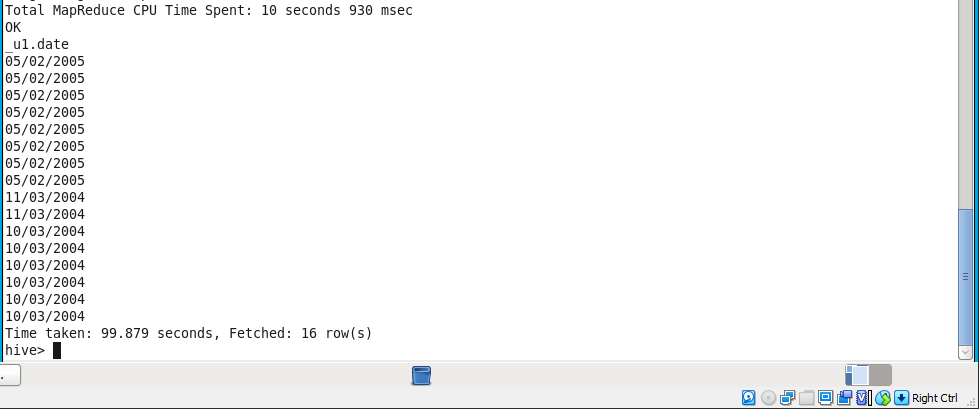 Total MapReduce CPU Time Spent: 10 seconds 930 msec
OK
_u1.date
05/02/2005
05/02/2005
05/02/2005
05/02/2005
05/02/2005
05/02/2005
05/02/2005
05/02/2005
11/03/2004
11/03/2004
10/03/2004
10/03/2004
10/03/2004
10/03/2004
10/03/2004
10/03/2004
Time taken: 99.879 seconds, Fetched: 16 row(s)
hive>
Right Ctrl